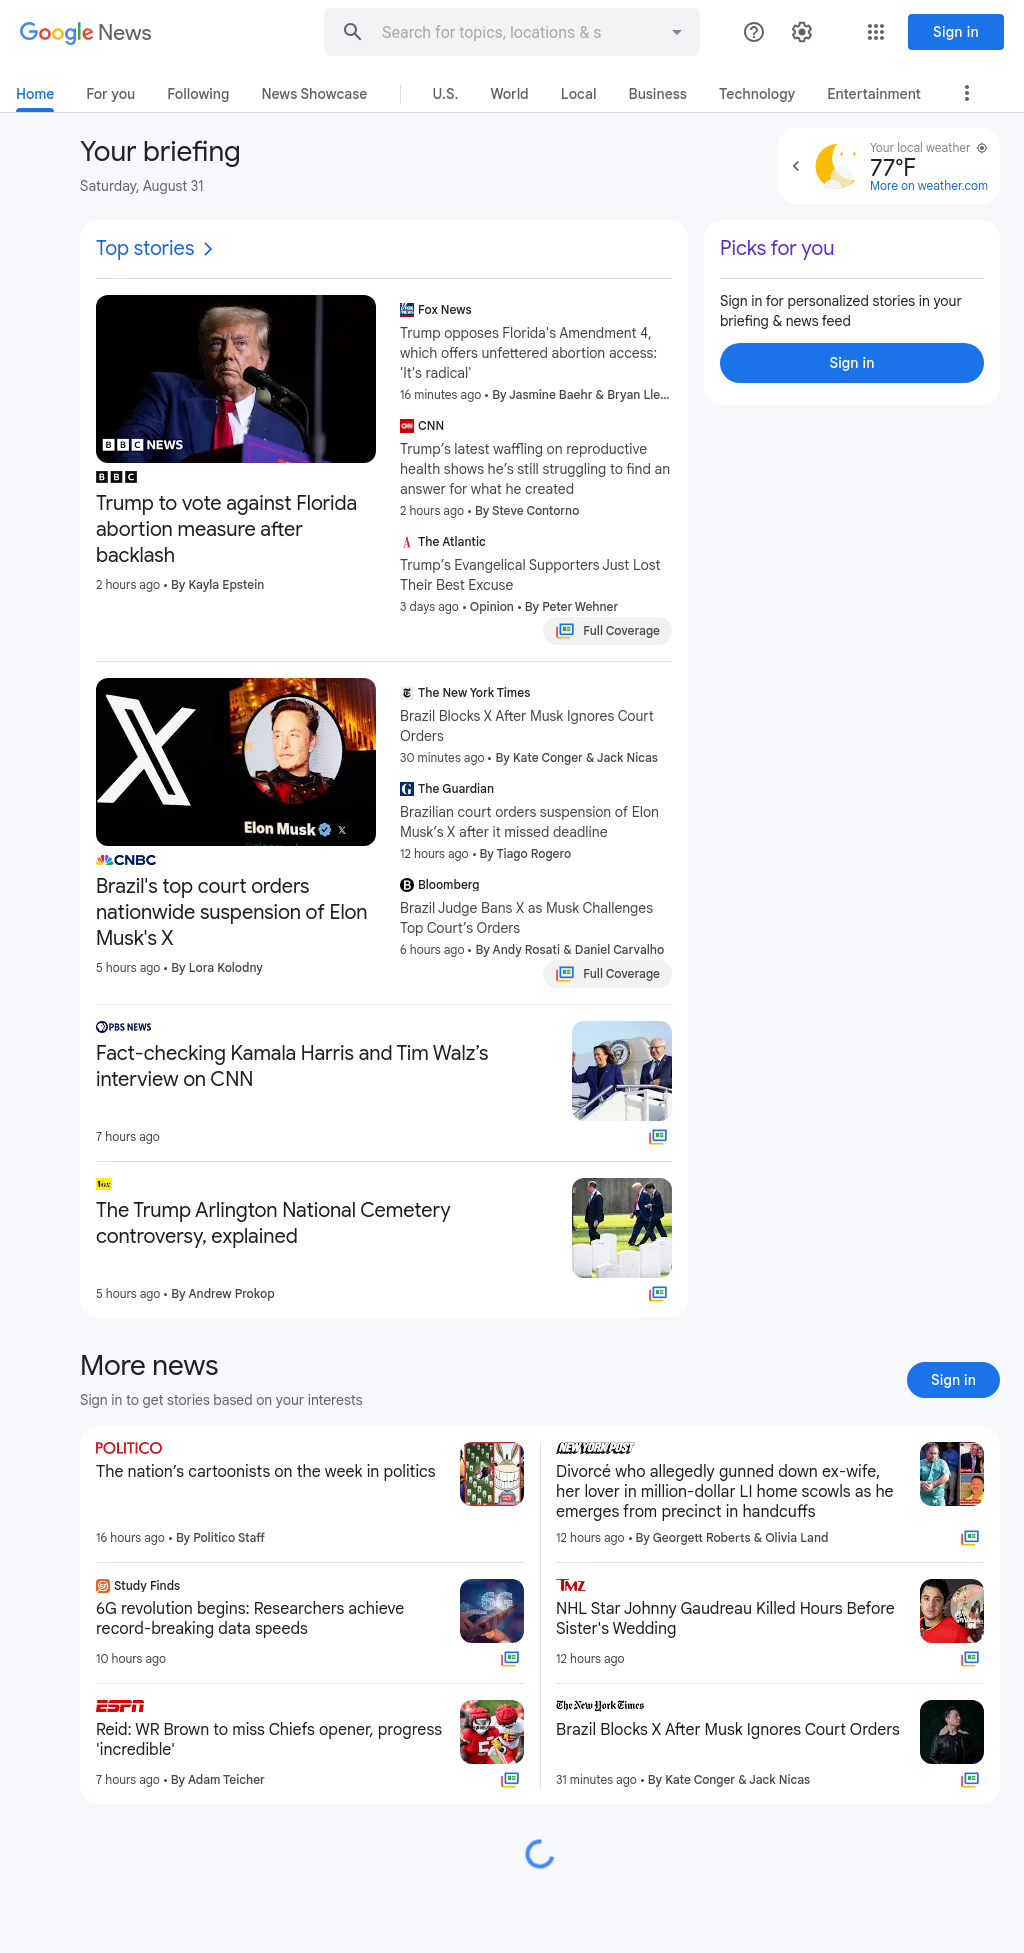 Google News
Search for topics, locations & s
Sign in
Home
For you
Following
News Showcase
U.S.
World
Local
Business
Technology
Entertainment
Your briefing
Saturday, August 31
Your local weather
77°F
More on weather.com
Top stories
BBC NEWS
BBC
Trump to vote against Florida
abortion measure after
backlash
2 hours ago • By Kayla Epstein
Fox News
Trump opposes Florida's Amendment 4,
which offers unfettered abortion access:
'It's radical'
16 minutes ago • By Jasmine Baehr & Bryan Lle...
CNN
Trump’s latest waffling on reproductive
health shows he’s still struggling to find an
answer for what he created
2 hours ago • By Steve Contorno
The Atlantic
Trump’s Evangelical Supporters Just Lost
Their Best Excuse
3 days ago • Opinion • By Peter Wehner
Full Coverage
Picks for you
Sign in for personalized stories in your
briefing & news feed
Sign in
Elon Musk
CNBC
Brazil's top court orders
nationwide suspension of Elon
Musk's X
5 hours ago • By Lora Kolodny
The New York Times
Brazil Blocks X After Musk Ignores Court
Orders
30 minutes ago • By Kate Conger & Jack Nicas
The Guardian
Brazilian court orders suspension of Elon
Musk’s X after it missed deadline
12 hours ago • By Tiago Rogero
Bloomberg
Brazil Judge Bans X as Musk Challenges
Top Court’s Orders
6 hours ago • By Andy Rosati & Daniel Carvalho
Full Coverage
PBS NEWS
Fact-checking Kamala Harris and Tim Walz’s
interview on CNN
7 hours ago
Vox
The Trump Arlington National Cemetery
controversy, explained
5 hours ago • By Andrew Prokop
More news
Sign in to get stories based on your interests
Sign in
POLITICO
The nation’s cartoonists on the week in politics
16 hours ago • By Politico Staff
NEW YORK POST
Divorcé who allegedly gunned down ex-wife,
her lover in million-dollar LI home scowls as he
emerges from precinct in handcuffs
12 hours ago • By Georgett Roberts & Olivia Land
Study Finds
6G revolution begins: Researchers achieve
record-breaking data speeds
10 hours ago
TMZ
NHL Star Johnny Gaudreau Killed Hours Before
Sister's Wedding
12 hours ago
ESPN
Reid: WR Brown to miss Chiefs opener, progress
'incredible'
7 hours ago • By Adam Teicher
The New York Times
Brazil Blocks X After Musk Ignores Court Orders
31 minutes ago • By Kate Conger & Jack Nicas